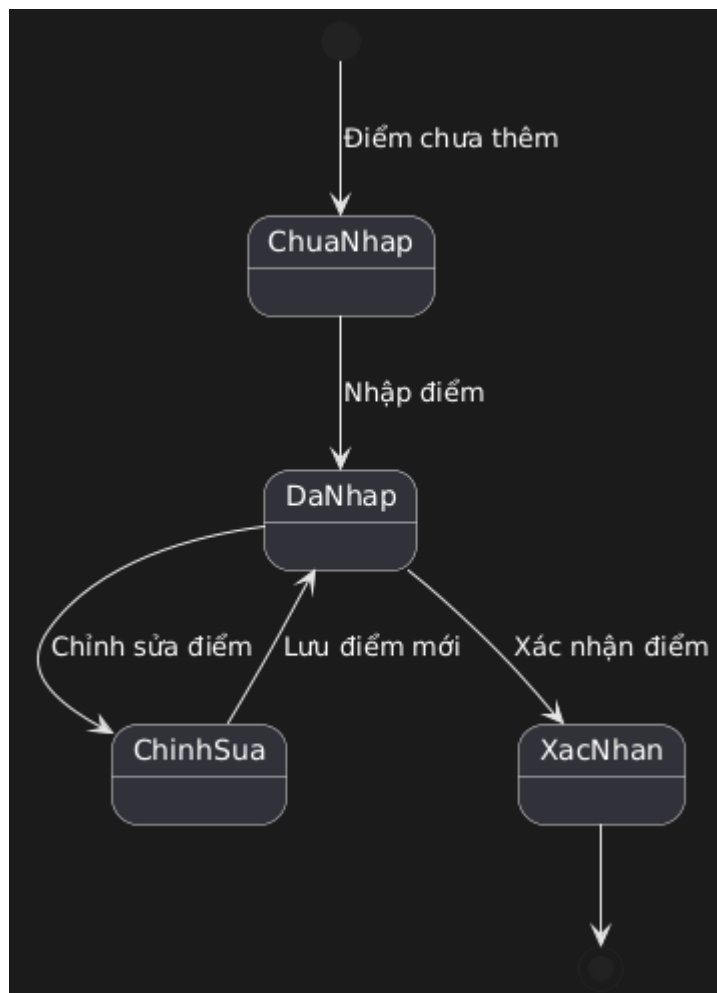 Điểm chưa thêm
ChuaNhap
Nhập điểm
DaNhap
Chỉnh sửa điểm
Lưu điểm mới
Xác nhận điểm
ChinhSua
XacNhan